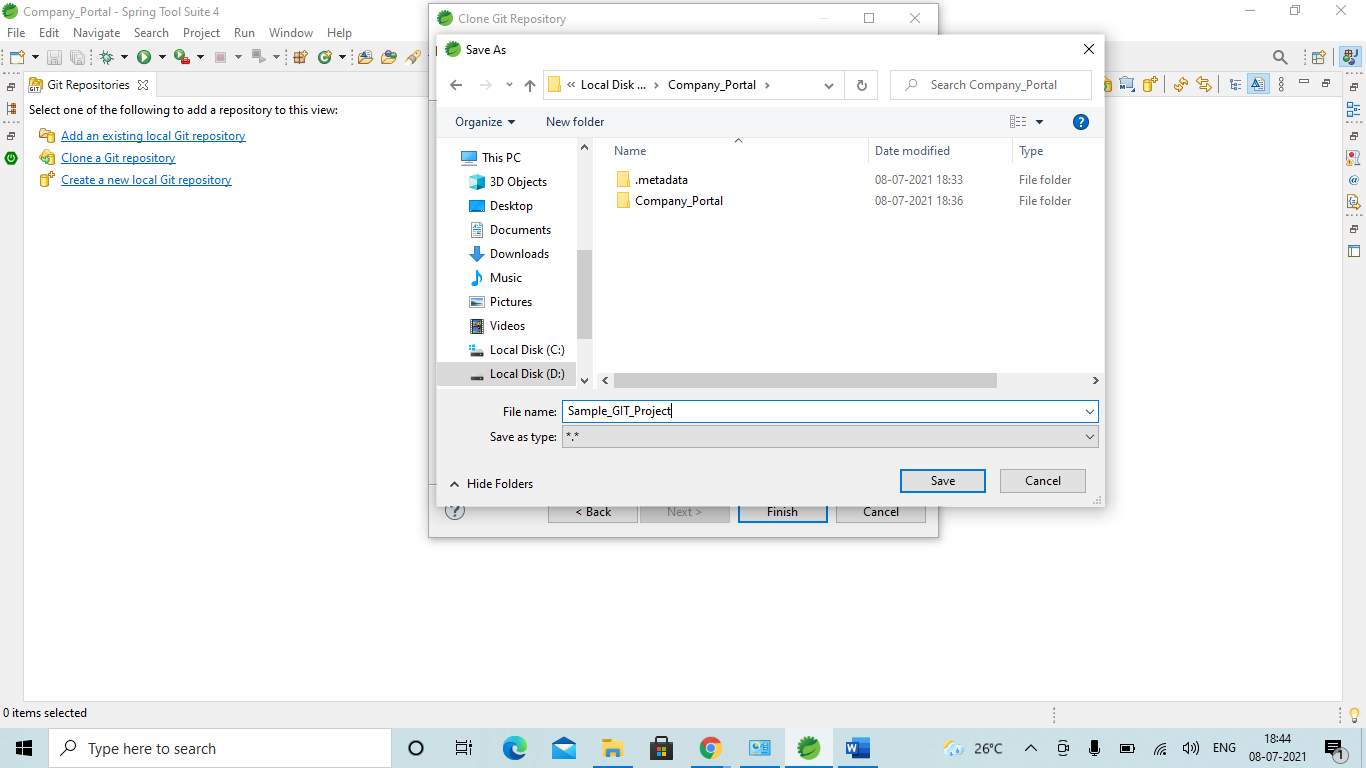 Company_Portal - Spring Tool Suite 4
File Edit Navigate Search Project Run Window Help
Git Repositories
Select one of the following to add a repository to this view:
Add an existing local Git repository
Clone a Git repository
Create a new local Git repository
Clone Git Repository
Save As
« Local Disk ... › Company_Portal ›
Search Company_Portal
Organize
New folder
This PC
3D Objects
Desktop
Documents
Downloads
Music
Pictures
Videos
Local Disk (C:)
Local Disk (D:)
Name Date modified Type
.metadata 08-07-2021 18:33 File folder
Company_Portal 08-07-2021 18:36 File folder
File name: Sample_GIT_Project
Save as type: *.*
Hide Folders
Save
Cancel
< Back
Next >
Finish
Cancel
0 items selected
Type here to search
26°C
ENG
18:44
08-07-2021
1